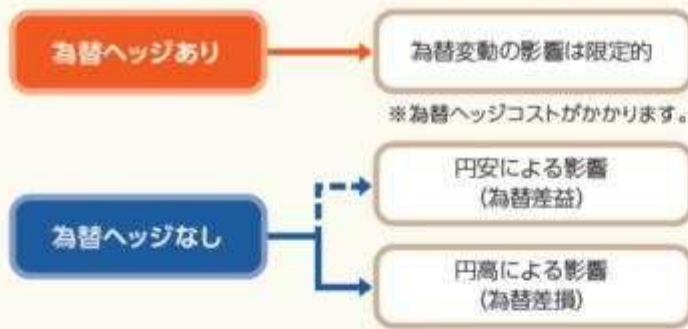 為替ヘッジあり
為替変動の影響は限定的
※為替ヘッジコストがかかります。
為替ヘッジなし
円安による影響
(為替差益)
円高による影響
(為替差損)